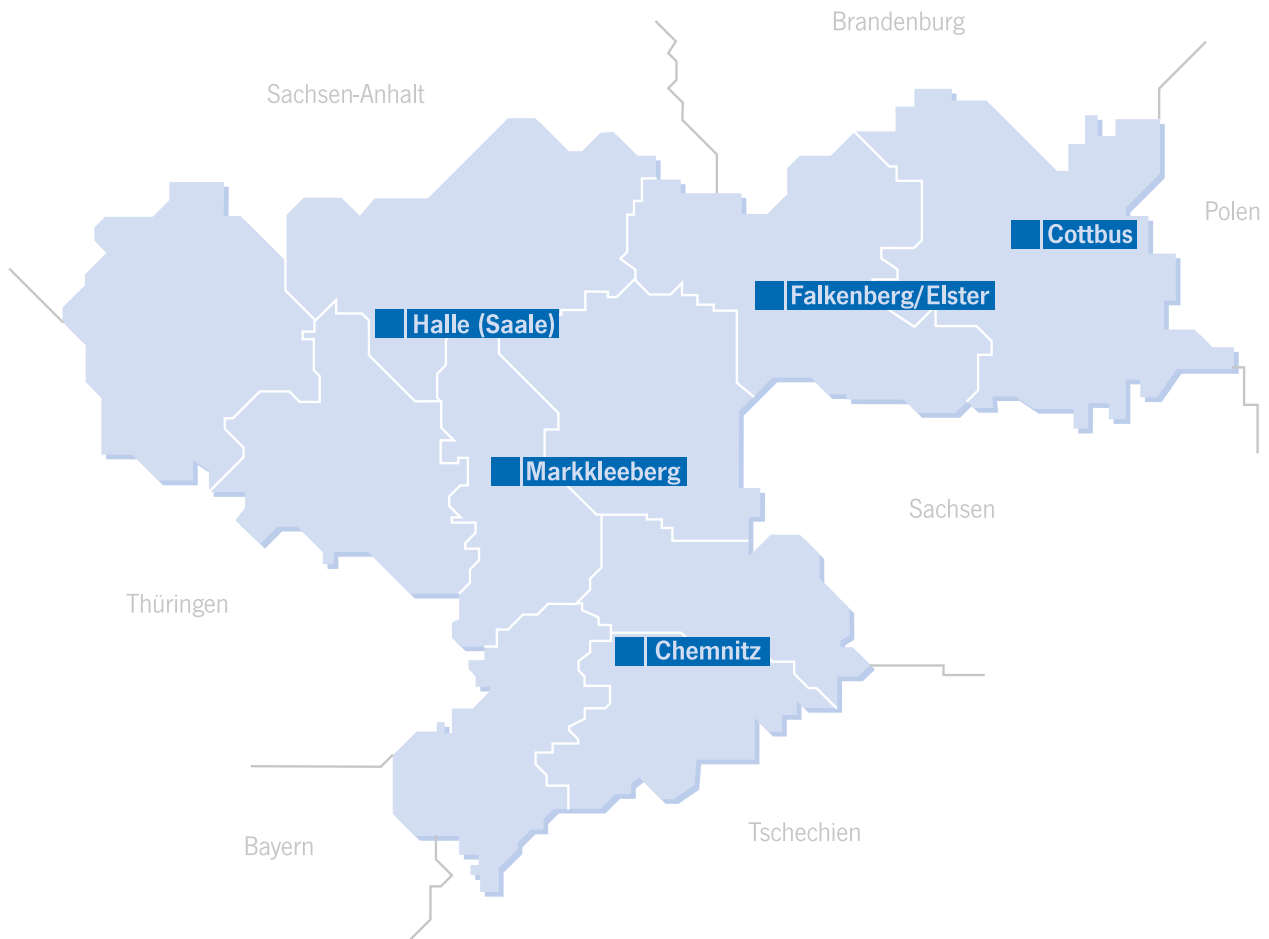 Brandenburg
Sachsen-Anhalt
Polen
Cottbus
Falkenberg/Elster
Halle (Saale)
Markkleeberg
Sachsen
Thüringen
Chemnitz
Tschechien
Bayern